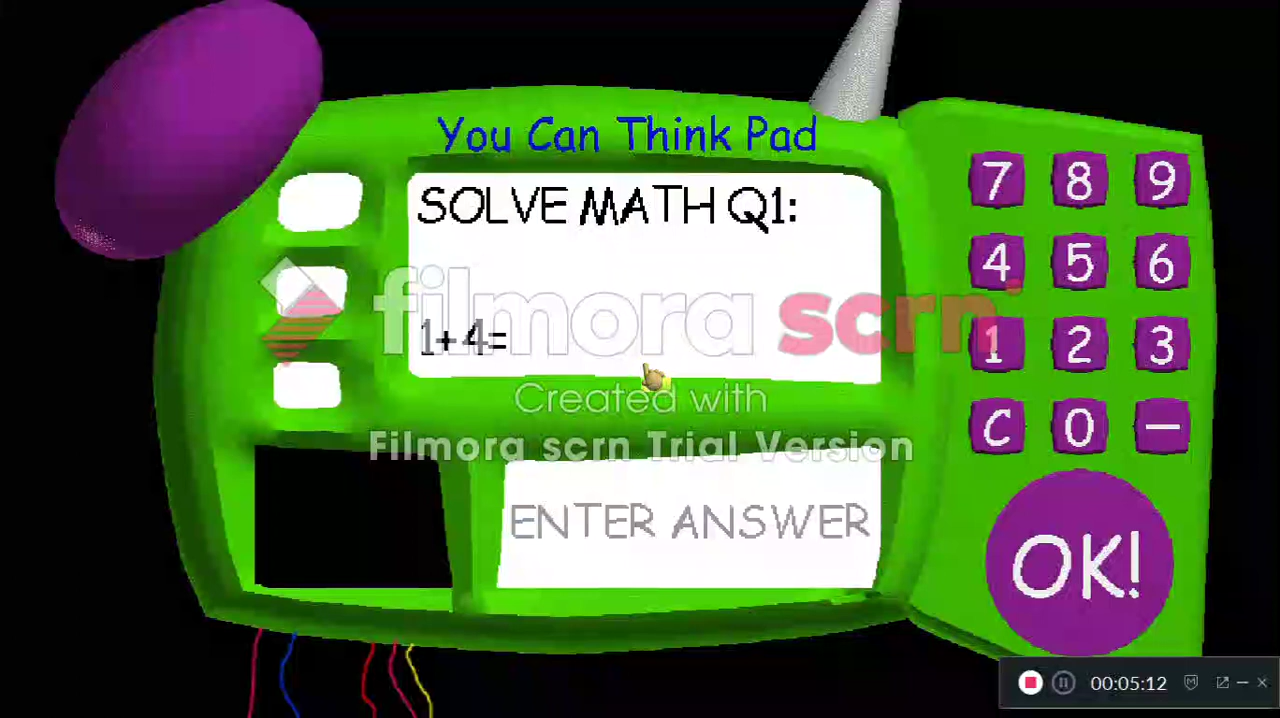 You Can Think Pad
SOLVE MATH Q1:
1+4=
filmora scrn
Created with
Filmora scrn Trial Version
ENTER ANSWER
7 8 9
4 5 6
1 2 3
C 0 −
OK!
00:05:12